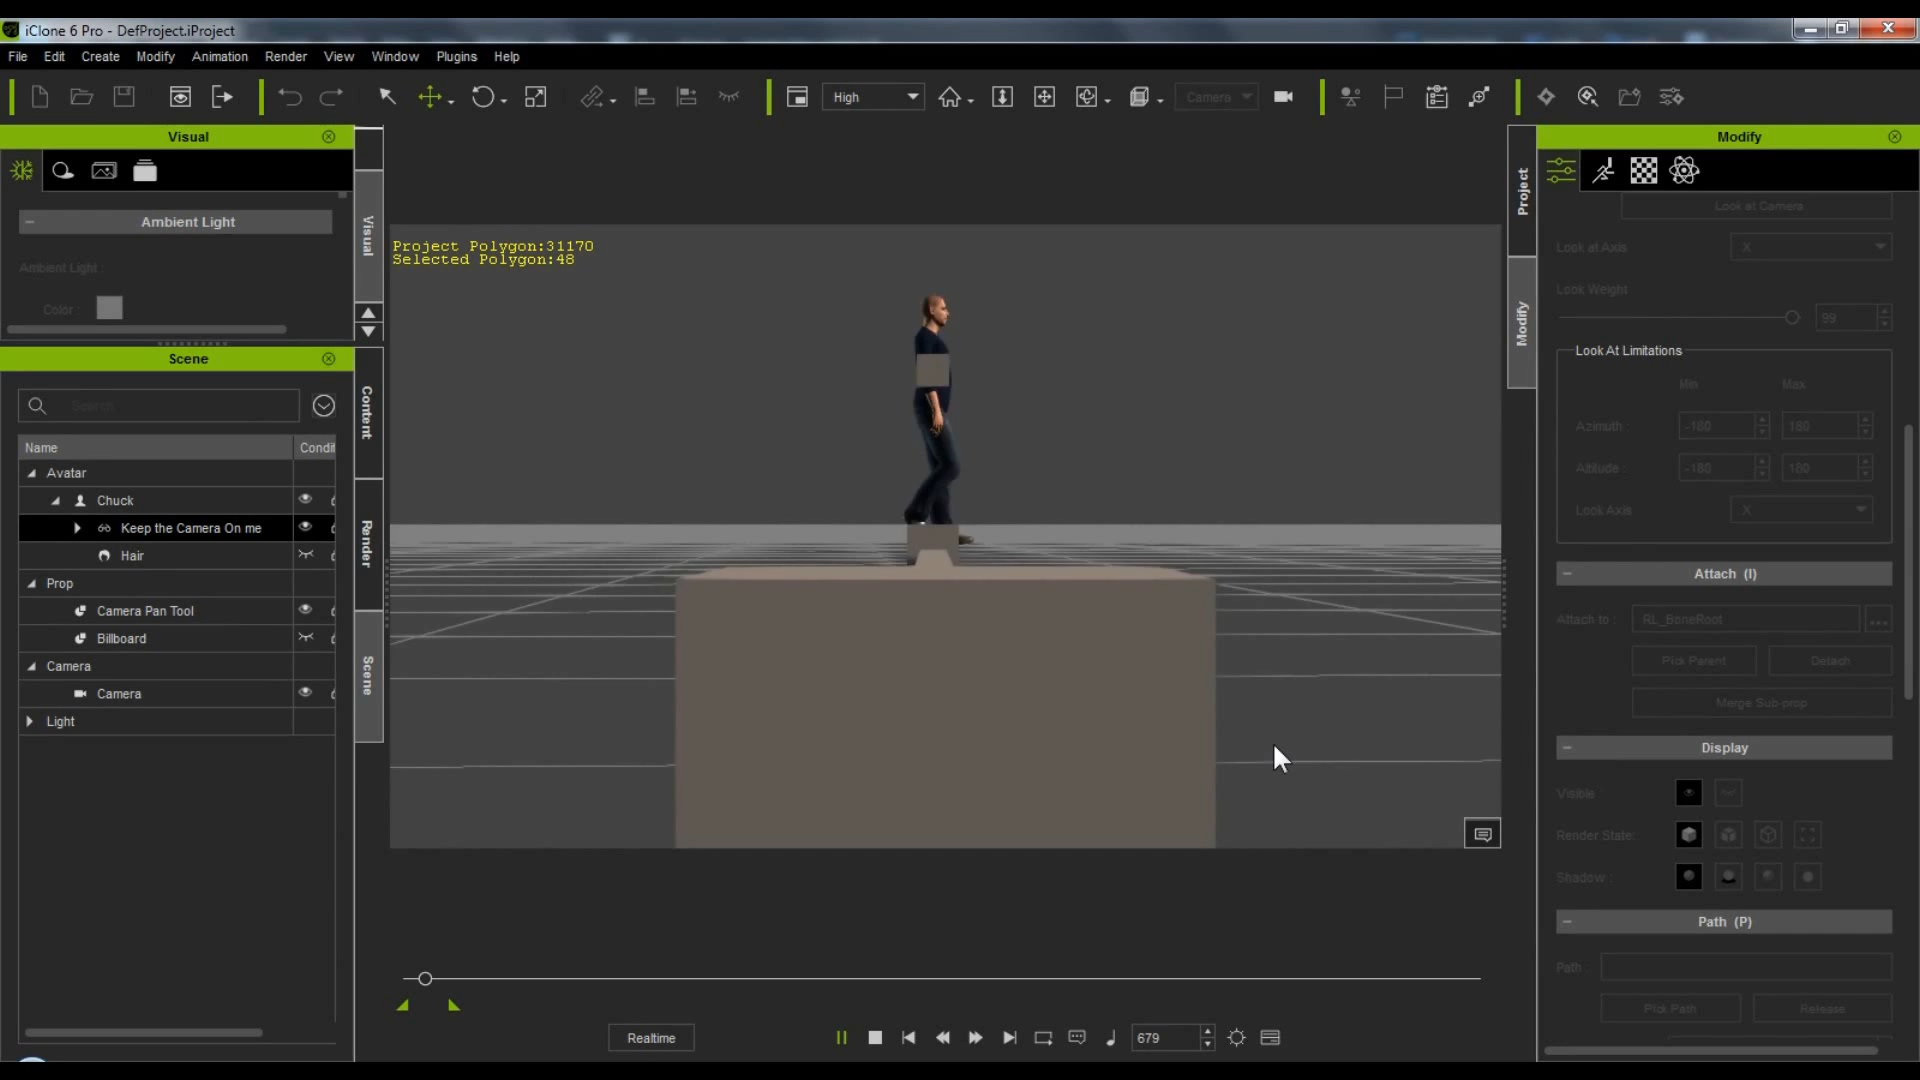 iClone 6 Pro - DefProject.iProject
File Edit Create Modify Animation Render View Window Plugins Help
High
Camera
Visual
Ambient Light
Ambient Light :
Color :
Visual
Scene
Search
Name Condit
Avatar
Chuck
Keep the Camera On me
Hair
Prop
Camera Pan Tool
Billboard
Camera
Camera
Light
Content
Render
Scene
Project Polygon:31170
Selected Polygon:48
Realtime
679
Project
Modify
Modify
Look at Camera
Look at Axis X
Look Weight
99
Look At Limitations
Min Max
Azimuth : -180 180
Altitude : -180 180
Look Axis X
Attach (I)
Attach to : RL_BoneRoot ...
Pick Parent Detach
Merge Sub-prop
Display
Visible
Render State:
Shadow :
Path (P)
Path :
Pick Path Release